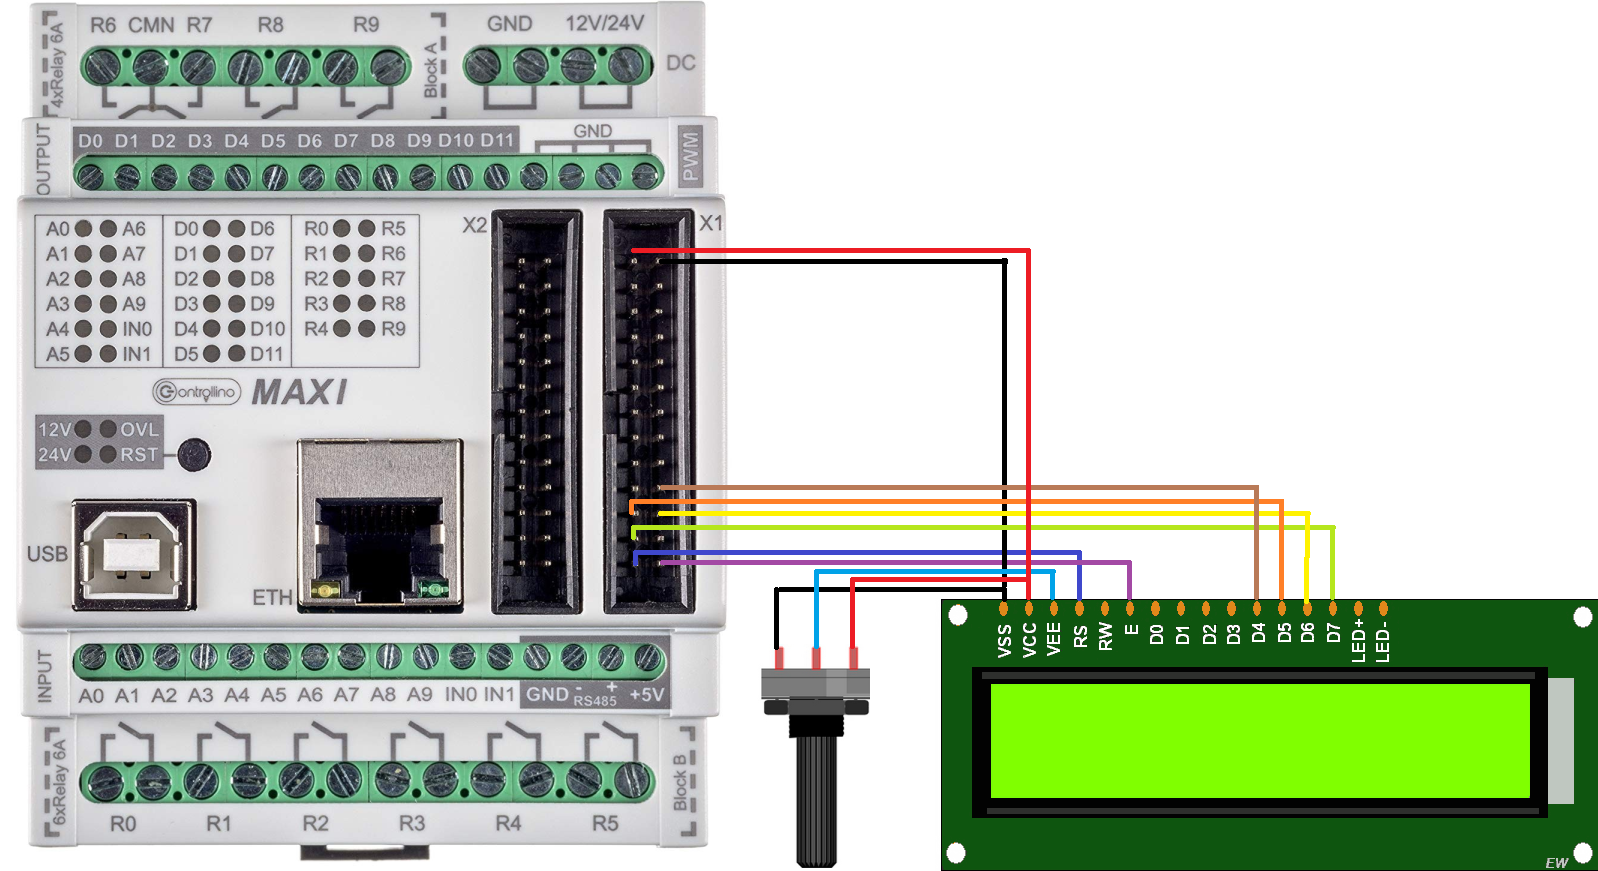 R6 CMN R7 R8 R9
4xRelay 6A
Block A
GND 12V/24V
DC
OUTPUT
D0 D1 D2 D3 D4 D5 D6 D7 D8 D9 D10 D11
GND
PWM
X2
X1
A0 A6 D0 D6 R0 R5
A1 A7 D1 D7 R1 R6
A2 A8 D2 D8 R2 R7
A3 A9 D3 D9 R3 R8
A4 IN0 D4 D10 R4 R9
A5 IN1 D5 D11
Controllino MAXI
12V OVL
24V RST
USB
ETH
INPUT
A0 A1 A2 A3 A4 A5 A6 A7 A8 A9 IN0 IN1 GND - + +5V
RS485
6xRelay 6A
Block B
R0 R1 R2 R3 R4 R5
VSS
VCC
VEE
RS
RW
E
D0
D1
D2
D3
D4
D5
D6
D7
LED+
LED-
EW